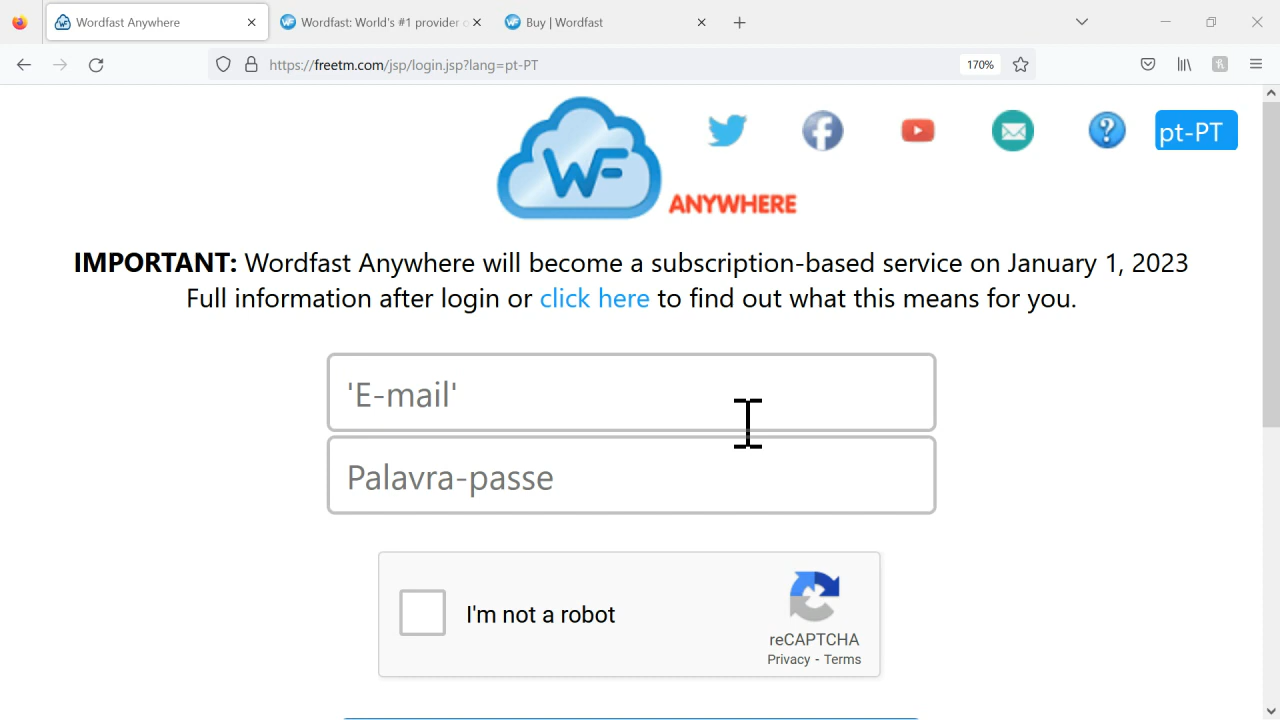 Wordfast Anywhere
Wordfast: World's #1 provider o
Buy | Wordfast
https://freetm.com/jsp/login.jsp?lang=pt-PT
170%
WF
ANYWHERE
pt-PT
IMPORTANT: Wordfast Anywhere will become a subscription-based service on January 1, 2023
Full information after login or click here to find out what this means for you.
'E-mail'
Palavra-passe
I'm not a robot
reCAPTCHA
Privacy - Terms